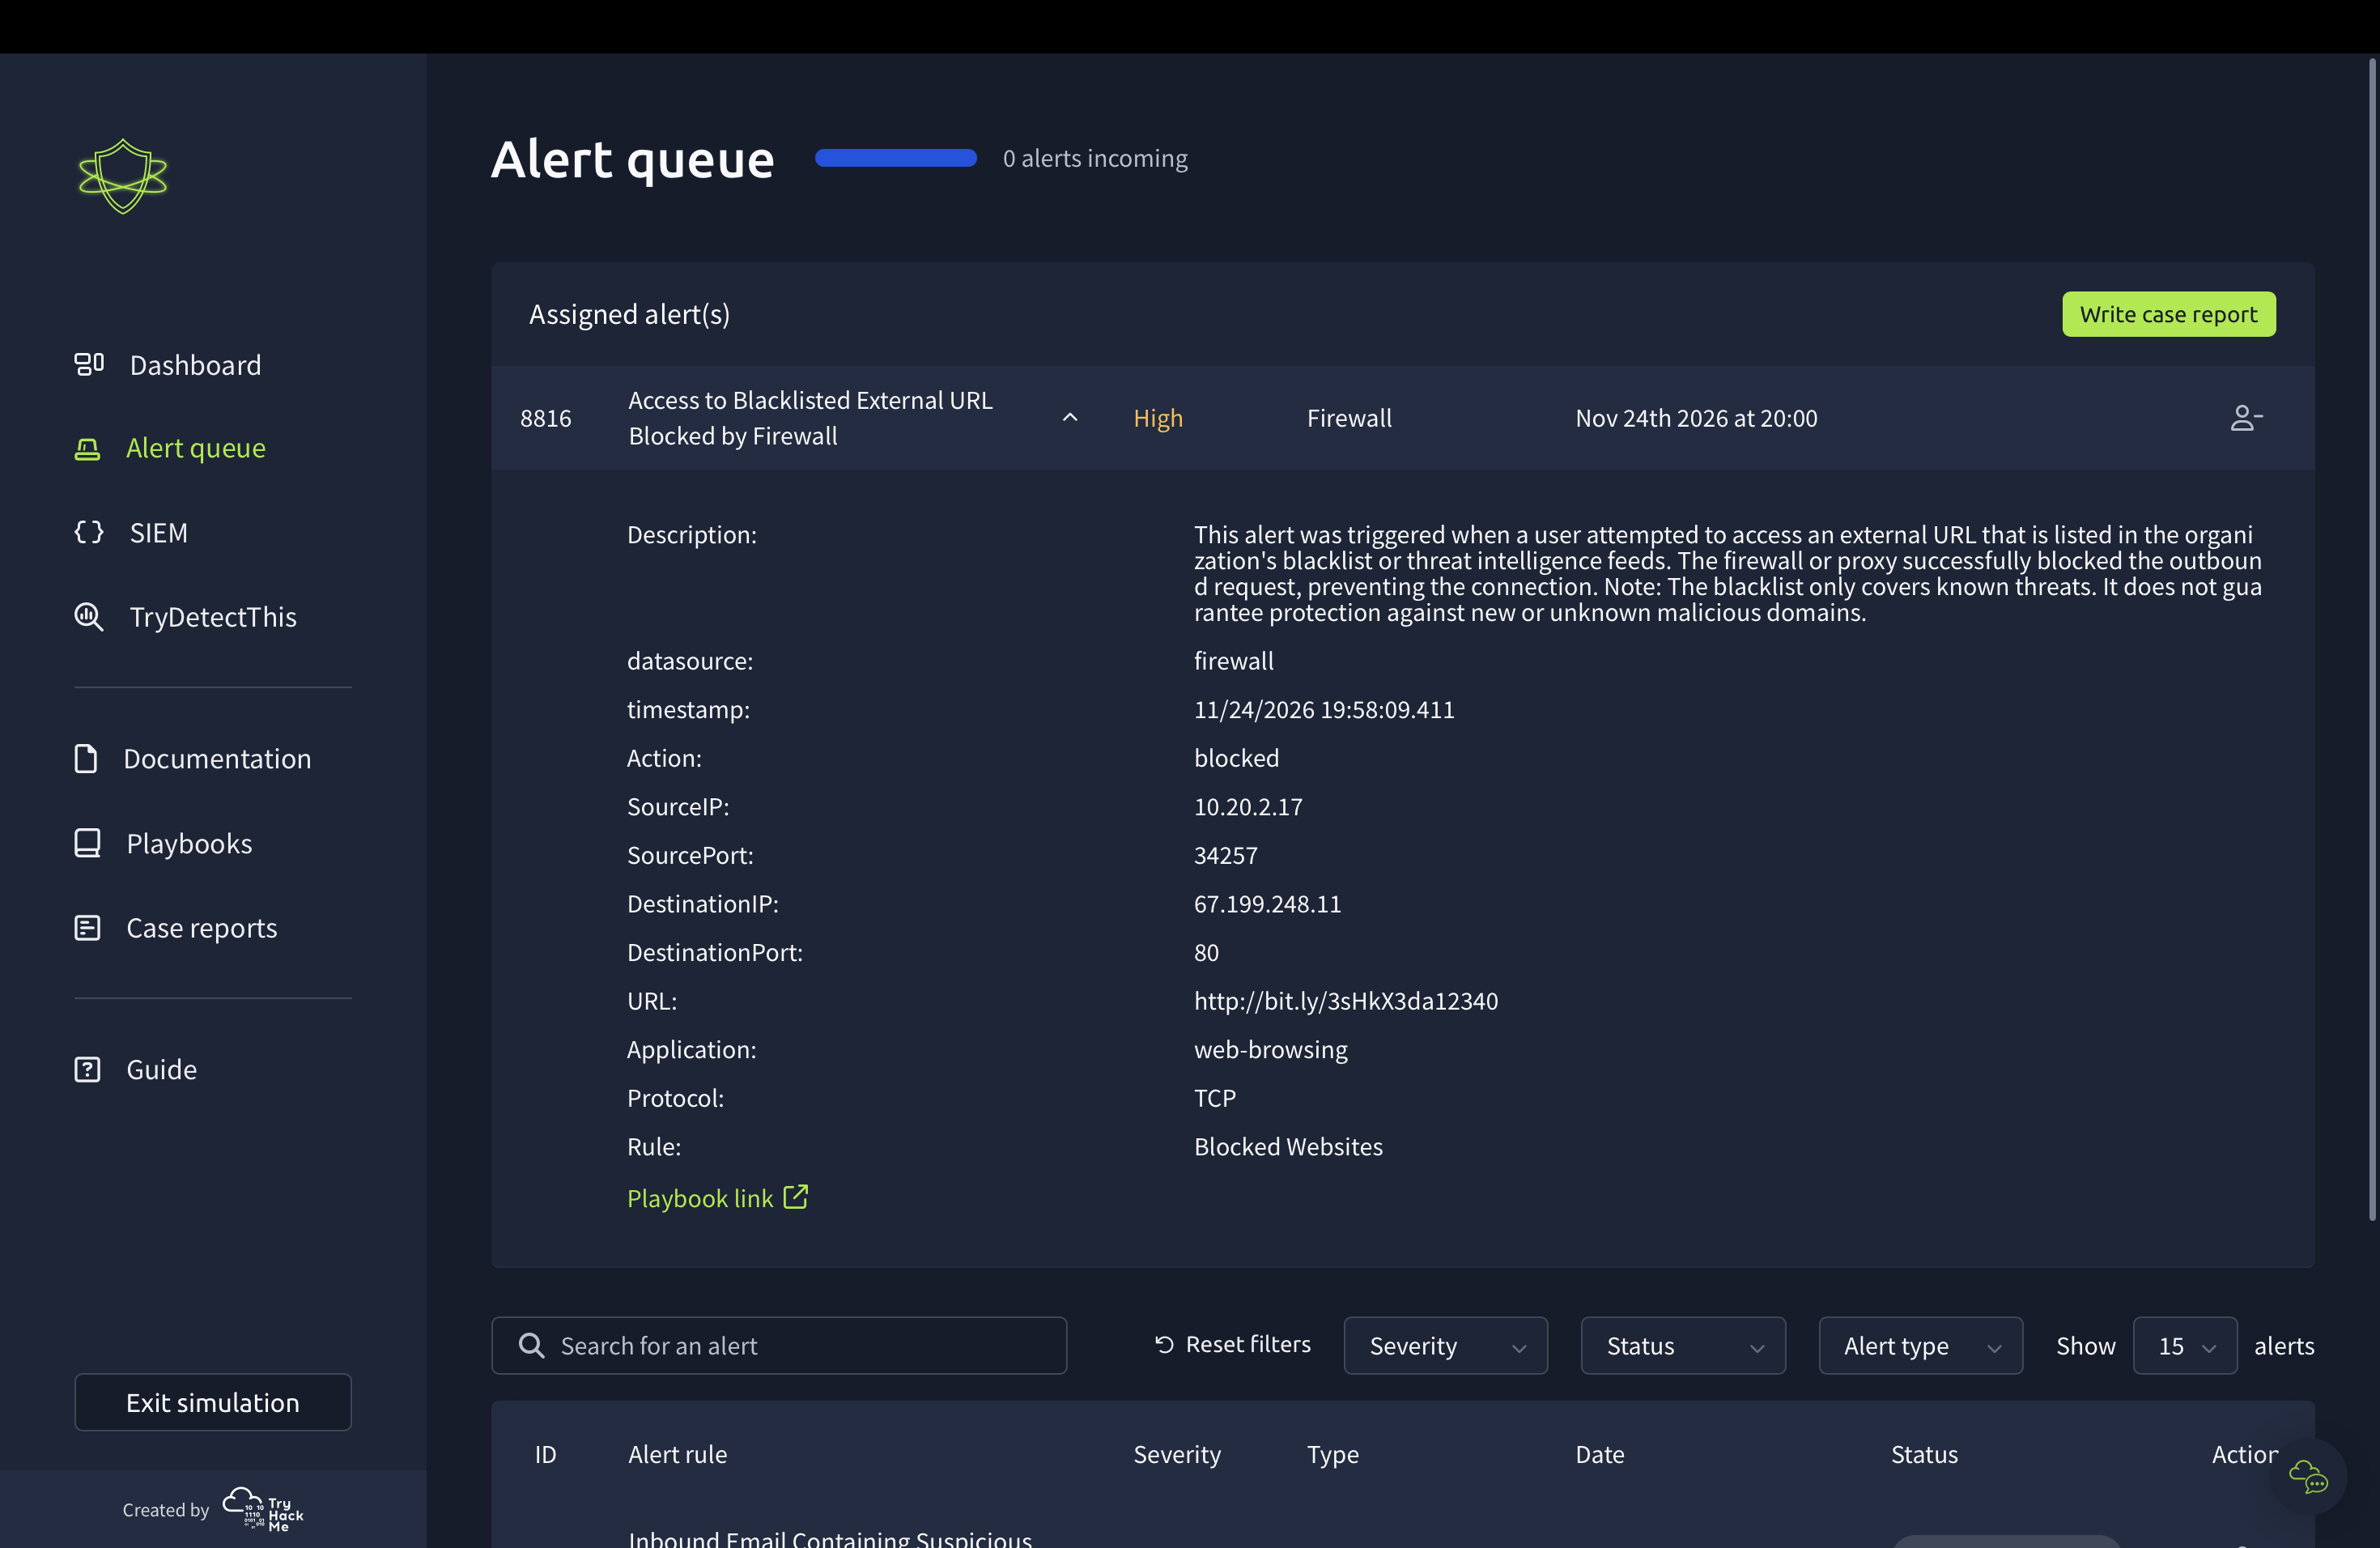 Alert queue
0 alerts incoming
Assigned alert(s)
Write case report
Dashboard
Alert queue
SIEM
TryDetectThis
Documentation
Playbooks
Case reports
Guide
Exit simulation
Created by
Try
Hack
Me
8816
Access to Blacklisted External URL
Blocked by Firewall
High
Firewall
Nov 24th 2026 at 20:00
Description:
This alert was triggered when a user attempted to access an external URL that is listed in the organi
zation's blacklist or threat intelligence feeds. The firewall or proxy successfully blocked the outboun
d request, preventing the connection. Note: The blacklist only covers known threats. It does not gua
rantee protection against new or unknown malicious domains.
datasource: firewall
timestamp: 11/24/2026 19:58:09.411
Action: blocked
SourceIP: 10.20.2.17
SourcePort: 34257
DestinationIP: 67.199.248.11
DestinationPort: 80
URL: http://bit.ly/3sHkX3da12340
Application: web-browsing
Protocol: TCP
Rule: Blocked Websites
Playbook link
Search for an alert
Reset filters
Severity
Status
Alert type
Show 15 alerts
ID Alert rule Severity Type Date Status Action
Inbound Email Containing Suspicious